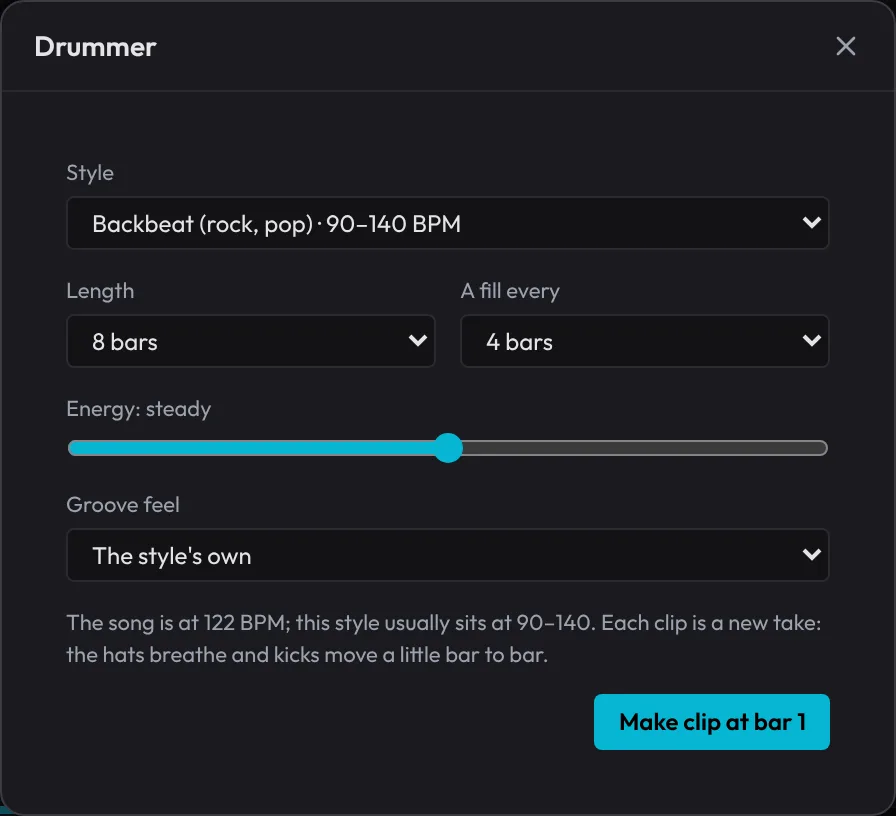 Drummer
Style
Backbeat (rock, pop) · 90–140 BPM
Length
A fill every
8 bars
4 bars
Energy: steady
Groove feel
The style's own
The song is at 122 BPM; this style usually sits at 90–140. Each clip is a new take:
the hats breathe and kicks move a little bar to bar.
Make clip at bar 1